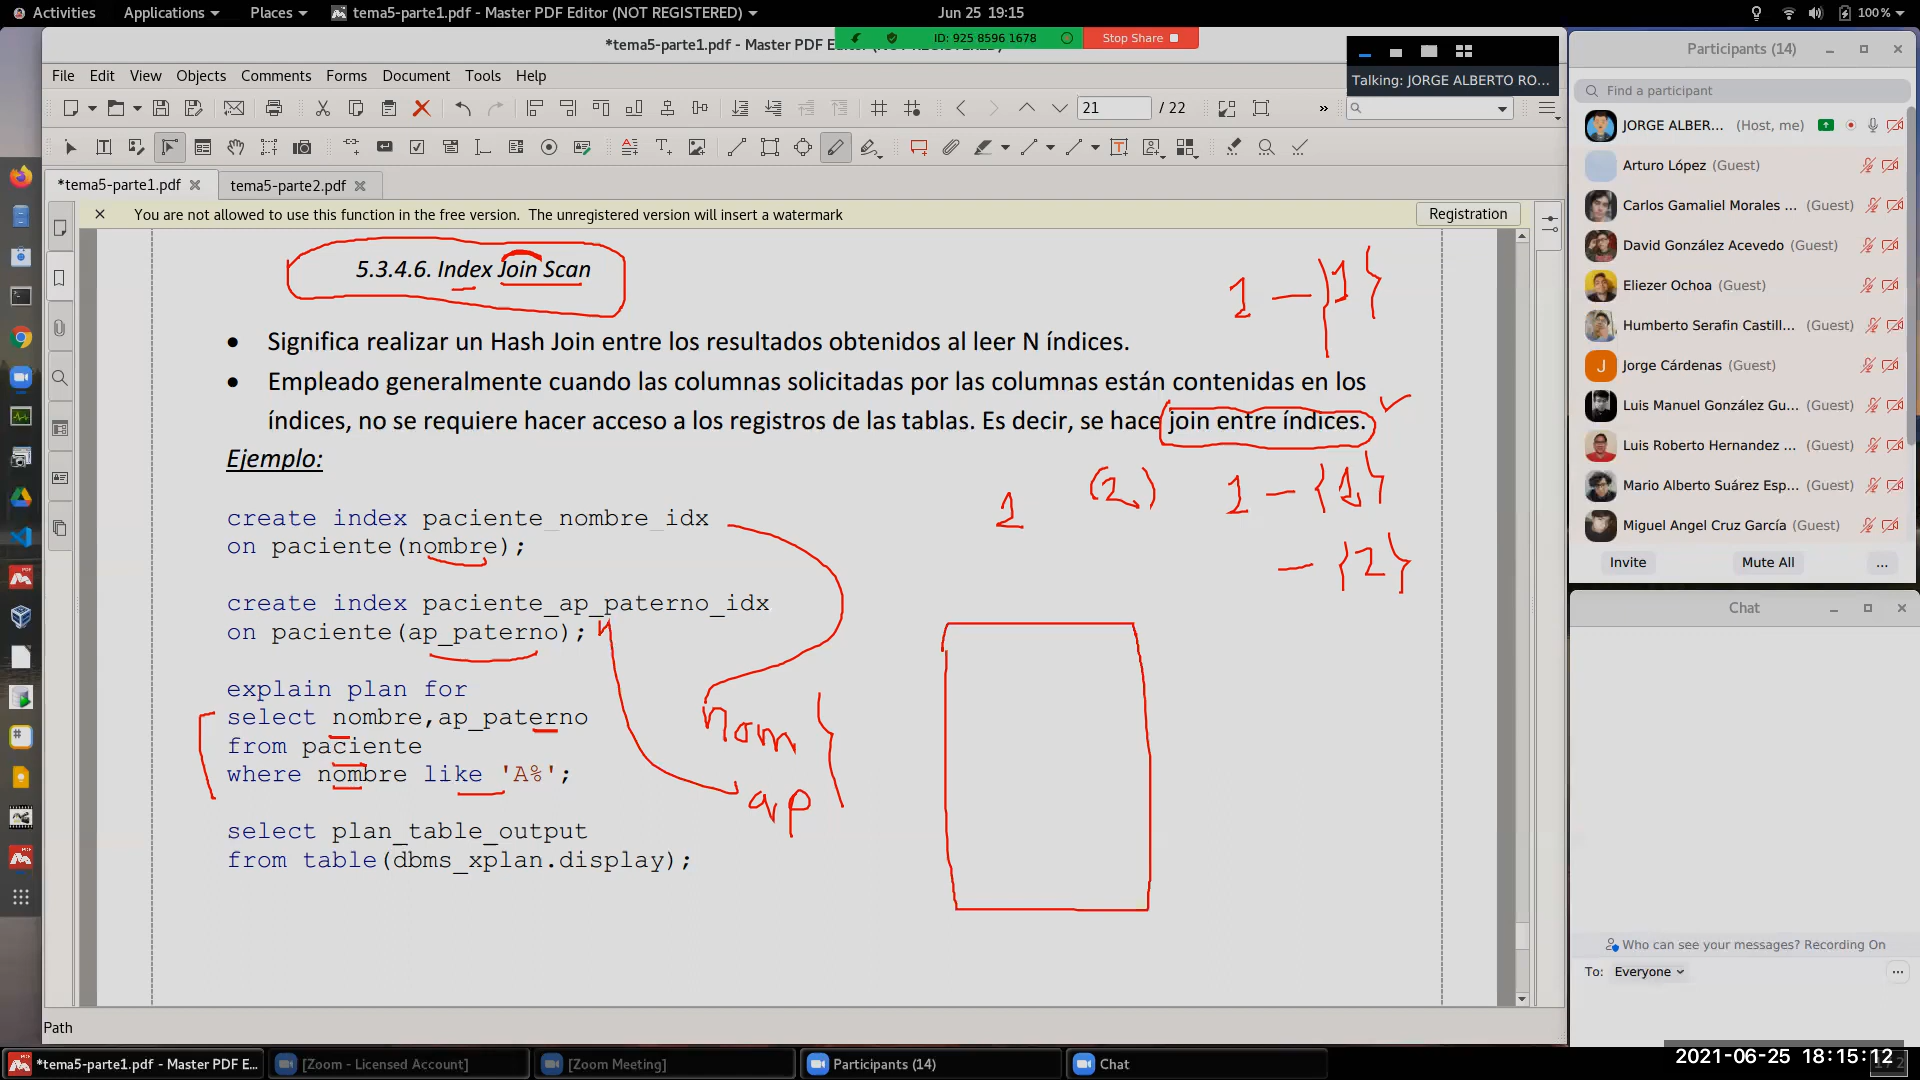 Activities Applications Places tema5-parte1.pdf - Master PDF Editor (NOT REGISTERED) Jun 25 19:15 100%
*tema5-parte1.pdf - Master PDF E
ID: 925 8596 1678 Stop Share
Talking: JORGE ALBERTO RO...
File Edit View Objects Comments Forms Document Tools Help
21 / 22
*tema5-parte1.pdf tema5-parte2.pdf
You are not allowed to use this function in the free version. The unregistered version will insert a watermark
Registration
5.3.4.6. Index Join Scan
1 – {1}
Significa realizar un Hash Join entre los resultados obtenidos al leer N índices.
Empleado generalmente cuando las columnas solicitadas por las columnas están contenidas en los
índices, no se requiere hacer acceso a los registros de las tablas. Es decir, se hace join entre índices.
Ejemplo:
1 (2) 1 – {1}
– {2}
create index paciente_nombre_idx
on paciente(nombre);
create index paciente_ap_paterno_idx
on paciente(ap_paterno);
explain plan for
select nombre,ap_paterno
from paciente
where nombre like 'A%';
nom
ap
select plan_table_output
from table(dbms_xplan.display);
Path
Participants (14)
Find a participant
JORGE ALBER... (Host, me)
Arturo López (Guest)
Carlos Gamaliel Morales ... (Guest)
David González Acevedo (Guest)
Eliezer Ochoa (Guest)
Humberto Serafin Castill... (Guest)
J Jorge Cárdenas (Guest)
Luis Manuel González Gu... (Guest)
Luis Roberto Hernandez ... (Guest)
Mario Alberto Suárez Esp... (Guest)
Miguel Angel Cruz García (Guest)
Invite Mute All ...
Chat
Who can see your messages? Recording On
To: Everyone
*tema5-parte1.pdf - Master PDF E... [Zoom - Licensed Account] [Zoom Meeting] Participants (14) Chat
2021-06-25 18:15:12